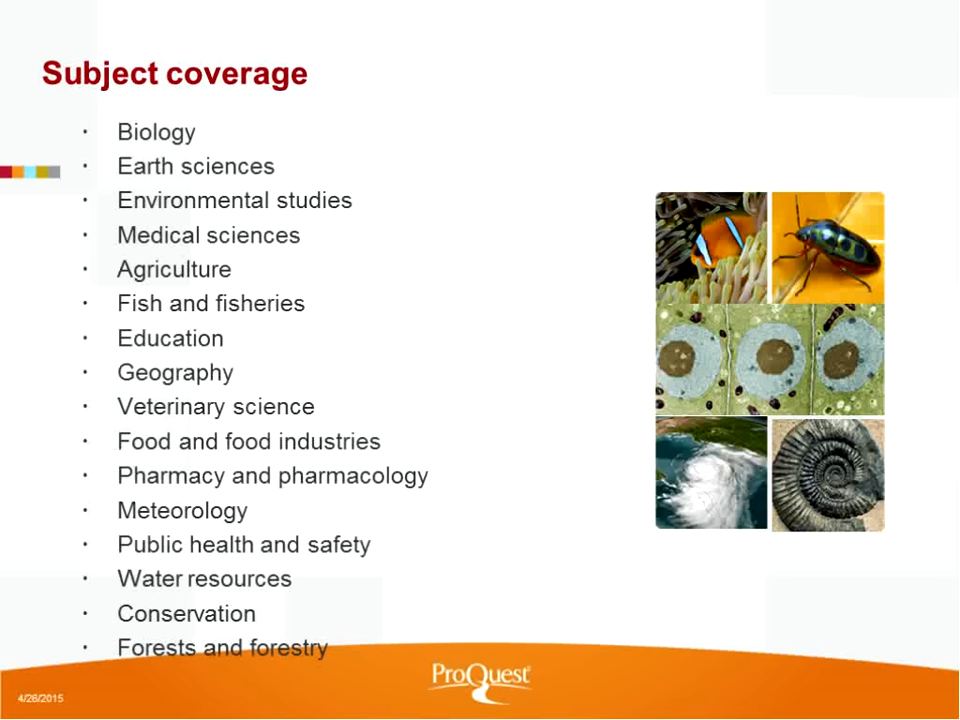 Subject coverage
· Biology
· Earth sciences
· Environmental studies
· Medical sciences
· Agriculture
· Fish and fisheries
· Education
· Geography
· Veterinary science
· Food and food industries
· Pharmacy and pharmacology
· Meteorology
· Public health and safety
· Water resources
· Conservation
· Forests and forestry
ProQuest
4/26/2015